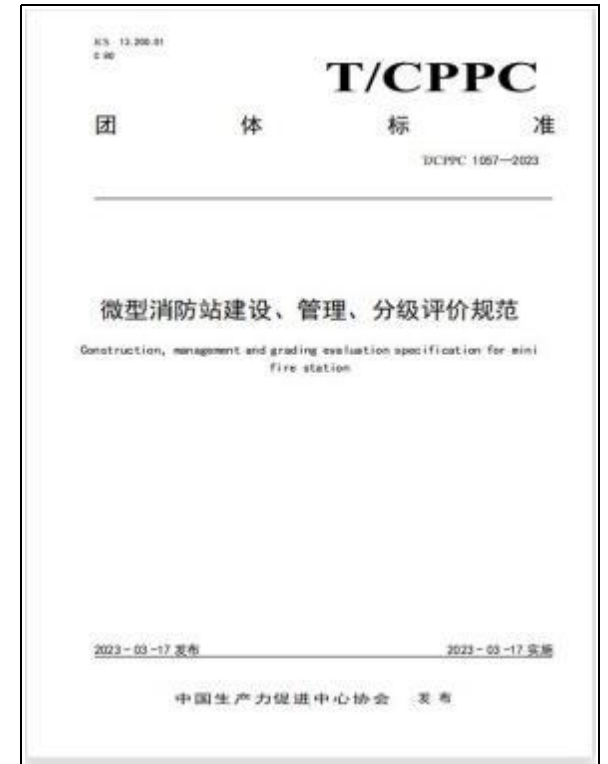 ICS 13.200.01
C 80
T/CPPC
团 体 标 准
T/CPPC 1057—2023
微型消防站建设、管理、分级评价规范
Construction, management and grading evaluation specification for mini
fire station
2023-03-17 发布 2023-03-17 实施
中国生产力促进中心协会 发布